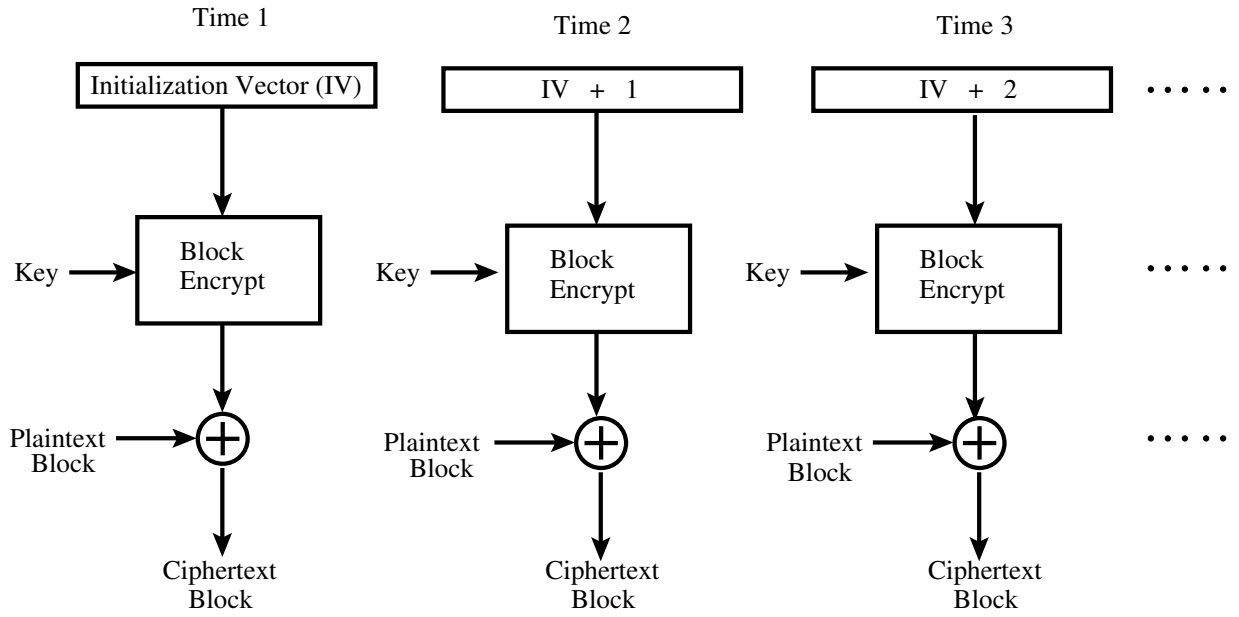 Time 1
Time 2
Time 3
Initialization Vector (IV)
IV + 1
IV + 2
.....
Key
Block
Encrypt
Key
Block
Encrypt
Key
Block
Encrypt
.....
Plaintext
Block
+
Plaintext
Block
+
Plaintext
Block
+
.....
Ciphertext
Block
Ciphertext
Block
Ciphertext
Block